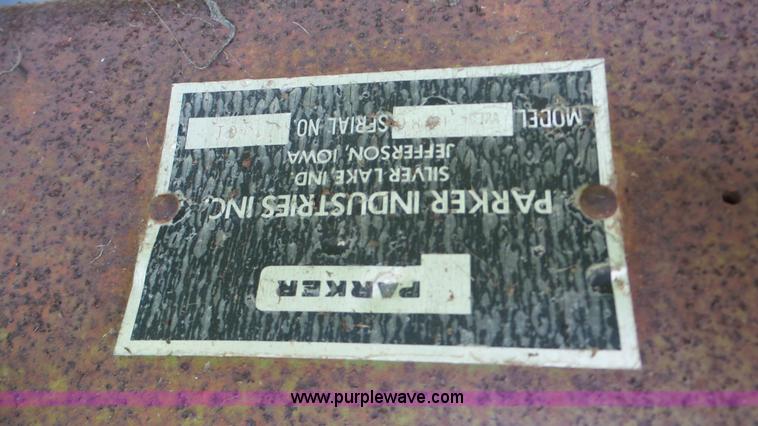 PARKER
PARKER INDUSTRIES INC.
SILVER LAKE IND.
JEFFERSON, IOWA
MODEL SERIAL NO.
www.purplewave.com